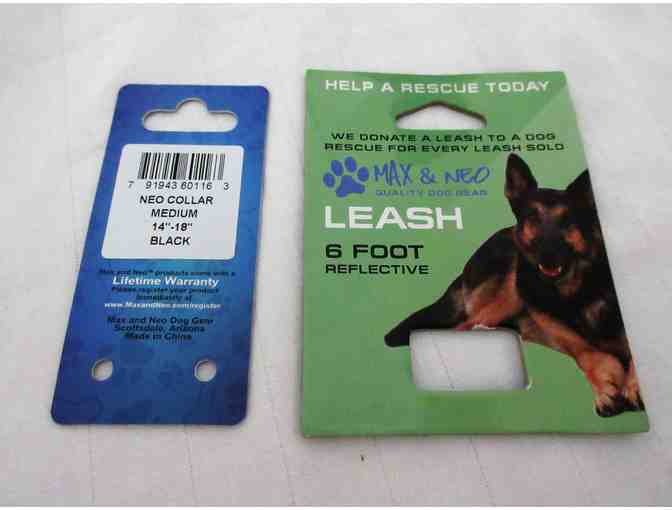 7 91943 60116 3
NEO COLLAR
MEDIUM
14"-18"
BLACK
Max and Neo™ products come with a
Lifetime Warranty
Please register your product
immediately at
www.MaxandNeo.com/register
Max and Neo Dog Gear
Scottsdale, Arizona
Made in China
HELP A RESCUE TODAY
WE DONATE A LEASH TO A DOG
RESCUE FOR EVERY LEASH SOLD
MAX & NEO
QUALITY DOG GEAR
LEASH
6 FOOT
REFLECTIVE